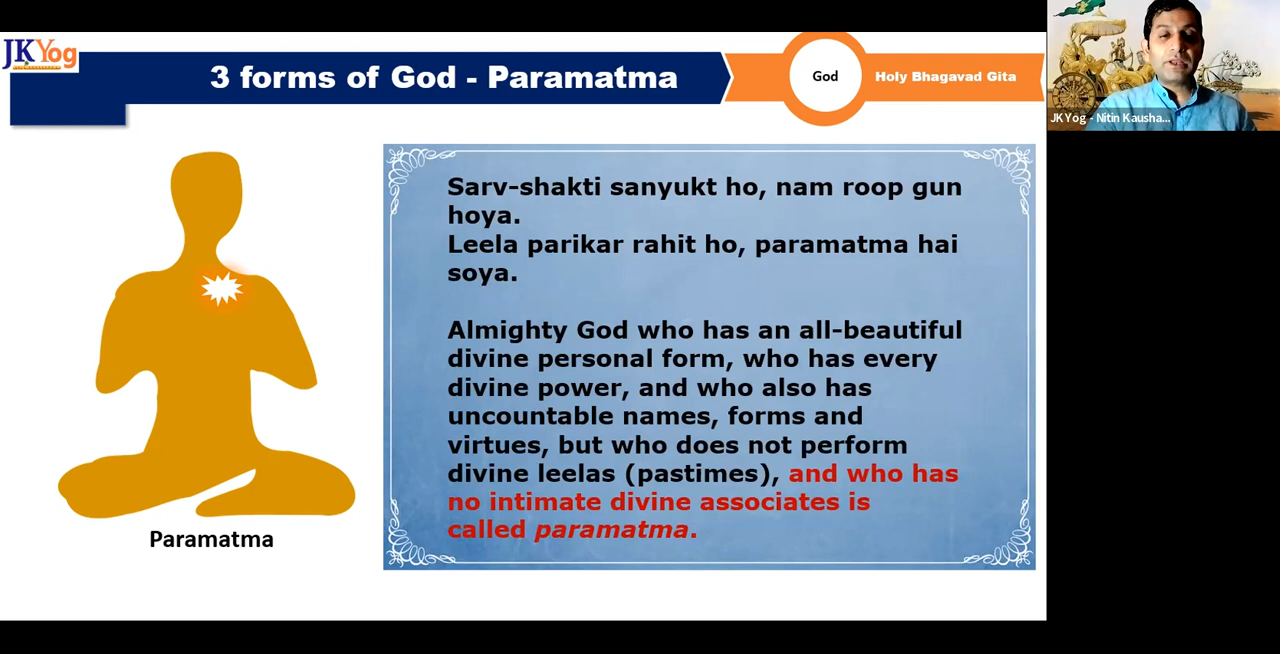 JKYog
3 forms of God - Paramatma
God
Holy Bhagavad Gita
JKYog - Nitin Kausha...
Sarv-shakti sanyukt ho, nam roop gun
hoya.
Leela parikar rahit ho, paramatma hai
soya.
Almighty God who has an all-beautiful
divine personal form, who has every
divine power, and who also has
uncountable names, forms and
virtues, but who does not perform
divine leelas (pastimes), and who has
no intimate divine associates is
called paramatma.
Paramatma